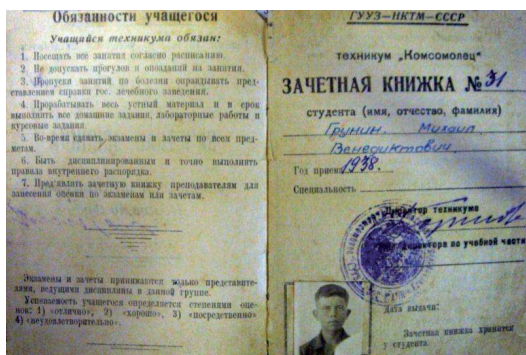 Обязанности учащегося
Учащийся техникума обязан:
1. Посещать все занятия согласно расписанию.
2. Не допускать прогулов и опозданий на занятия.
3. Пропуски занятий по болезни оправдывать пред-
ставлением справки гос. лечебного заведения.
4. Прорабатывать весь устный материал и в срок
выполнять все домашние задания, лабораторные работы и
курсовые задания.
5. Во-время сдавать экзамены и зачеты по всем пред-
метам.
6. Быть дисциплинированным и точно выполнять
правила внутреннего распорядка.
7. Пред'являть зачетную книжку преподавателям для
занесения оценки по экзаменам или зачетам.
Экзамены и зачеты принимаются только представите-
лями, ведущими дисциплины в данной группе.
Успеваемость учащегося определяется степенями оце-
нок: 1) «отлично», 2) «хорошо», 3) «посредственно»
4) «неудовлетворительно».
ГУУЗ—НКТМ—СССР
техникум „Комсомолец“
ЗАЧЕТНАЯ КНИЖКА № 31
студента (имя, отчество, фамилия)
Грунин. Михаил
Венедиктович.
Год приема 1938.
Специальность
Директор техникума
директора по учебной части
Дата выдачи:
Зачетная книжка хранится
у студента.